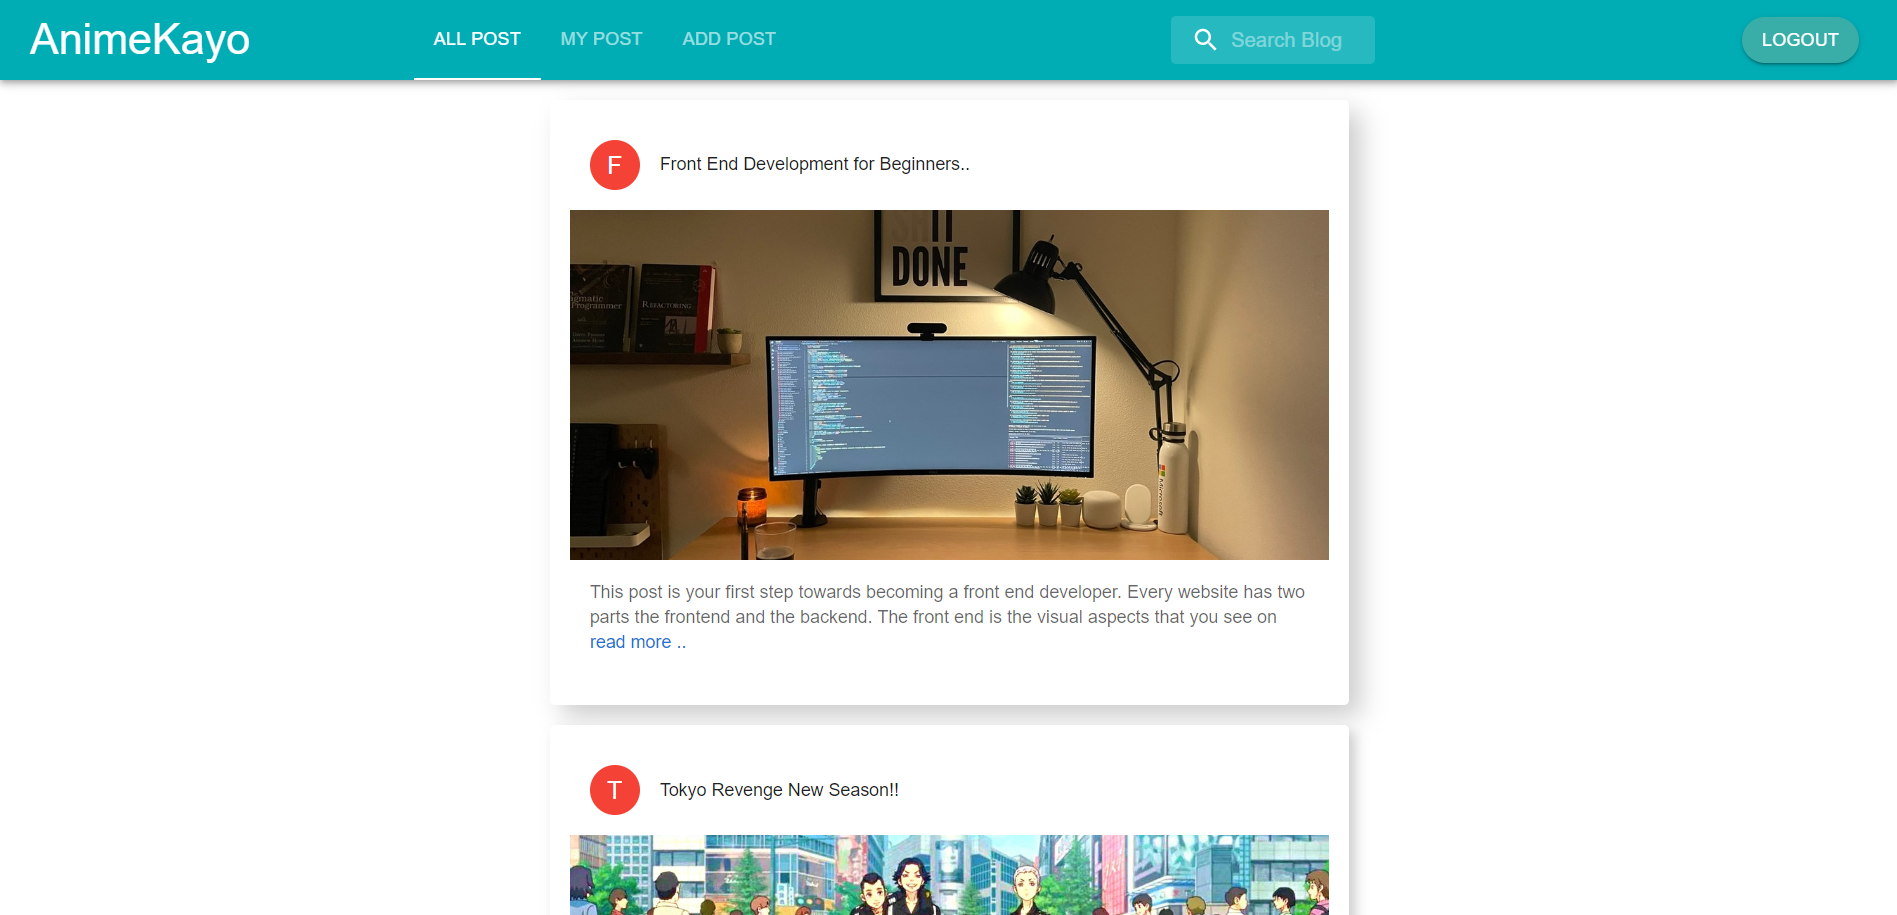 AnimeKayo
ALL POST
MY POST
ADD POST
Search Blog
LOGOUT
F
Front End Development for Beginners..
IT
DONE
Programmer
REFACTORING
Microsoft
This post is your first step towards becoming a front end developer. Every website has two
parts the frontend and the backend. The front end is the visual aspects that you see on
read more ..
T
Tokyo Revenge New Season!!